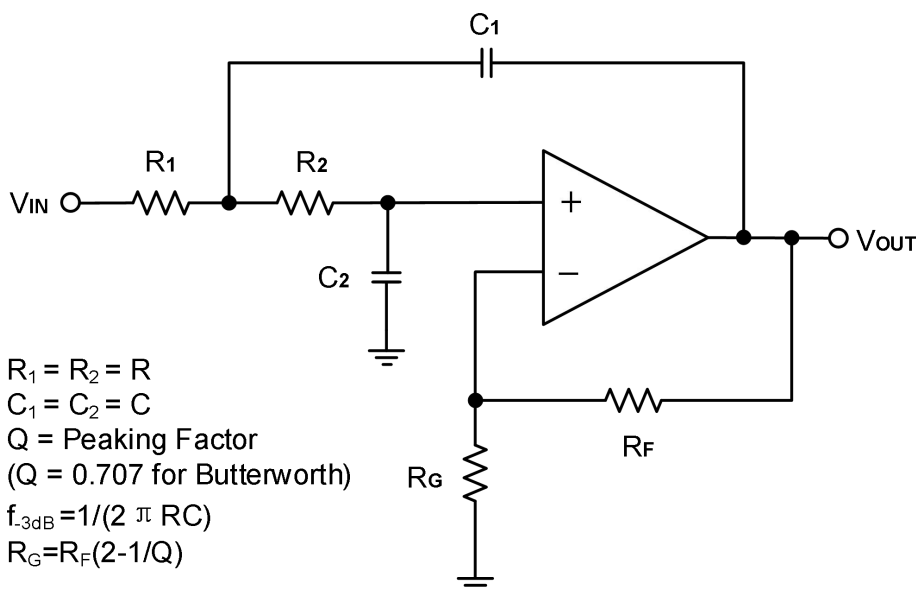 C1
R1
R2
VIN
+
VOUT
C2
−
R1 = R2 = R
C1 = C2 = C
Q = Peaking Factor
(Q = 0.707 for Butterworth)
f-3dB =1/(2 π RC)
RG=RF(2-1/Q)
RF
RG